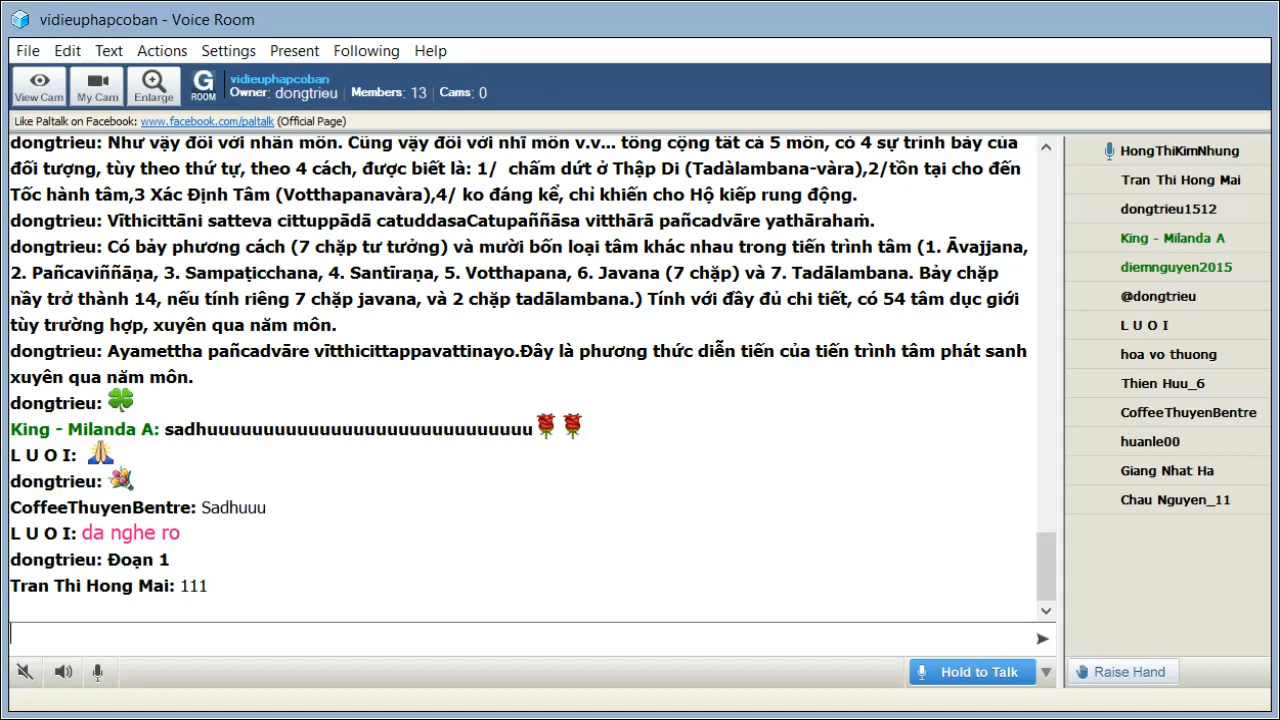 vidieuphapcoban - Voice Room
File Edit Text Actions Settings Present Following Help
View Cam My Cam Enlarge G ROOM vidieuphapcoban
Owner: dongtrieu Members: 13 Cams: 0
Like Paltalk on Facebook: www.facebook.com/paltalk (Official Page)
dongtrieu: Như vậy đối với nhãn môn. Cũng vậy đối với nhĩ môn v.v... tổng cộng tất cả 5 môn, có 4 sự trình bày của
đối tượng, tùy theo thứ tự, theo 4 cách, được biết là: 1/ chấm dứt ở Thập Di (Tadàlambana-vàra),2/tồn tại cho đến
Tốc hành tâm,3 Xác Định Tâm (Votthapanavàra),4/ ko đáng kể, chỉ khiến cho Hộ kiếp rung động.
dongtrieu: Vīthicittāni satteva cittuppādā catuddasaCatupaññāsa vitthārā pañcadvāre yathārahaṁ.
dongtrieu: Có bảy phương cách (7 chặp tư tưởng) và mười bốn loại tâm khác nhau trong tiến trình tâm (1. Āvajjana,
2. Pañcaviññāṇa, 3. Sampaṭicchana, 4. Santīraṇa, 5. Votthapana, 6. Javana (7 chặp) và 7. Tadālambana. Bảy chặp
nầy trở thành 14, nếu tính riêng 7 chặp javana, và 2 chặp tadālambana.) Tính với đầy đủ chi tiết, có 54 tâm dục giới
tùy trường hợp, xuyên qua năm môn.
dongtrieu: Ayamettha pañcadvāre vītthicittappavattinayo.Đây là phương thức diễn tiến của tiến trình tâm phát sanh
xuyên qua năm môn.
dongtrieu:
King - Milanda A: sadhuuuuuuuuuuuuuuuuuuuuuuuuuuuuu
L U O I:
dongtrieu:
CoffeeThuyenBentre: Sadhuuu
L U O I: da nghe ro
dongtrieu: Đoạn 1
Tran Thi Hong Mai: 111
HongThiKimNhung
Tran Thi Hong Mai
dongtrieu1512
King - Milanda A
diemnguyen2015
@dongtrieu
L U O I
hoa vo thuong
Thien Huu_6
CoffeeThuyenBentre
huanle00
Giang Nhat Ha
Chau Nguyen_11
Hold to Talk
Raise Hand